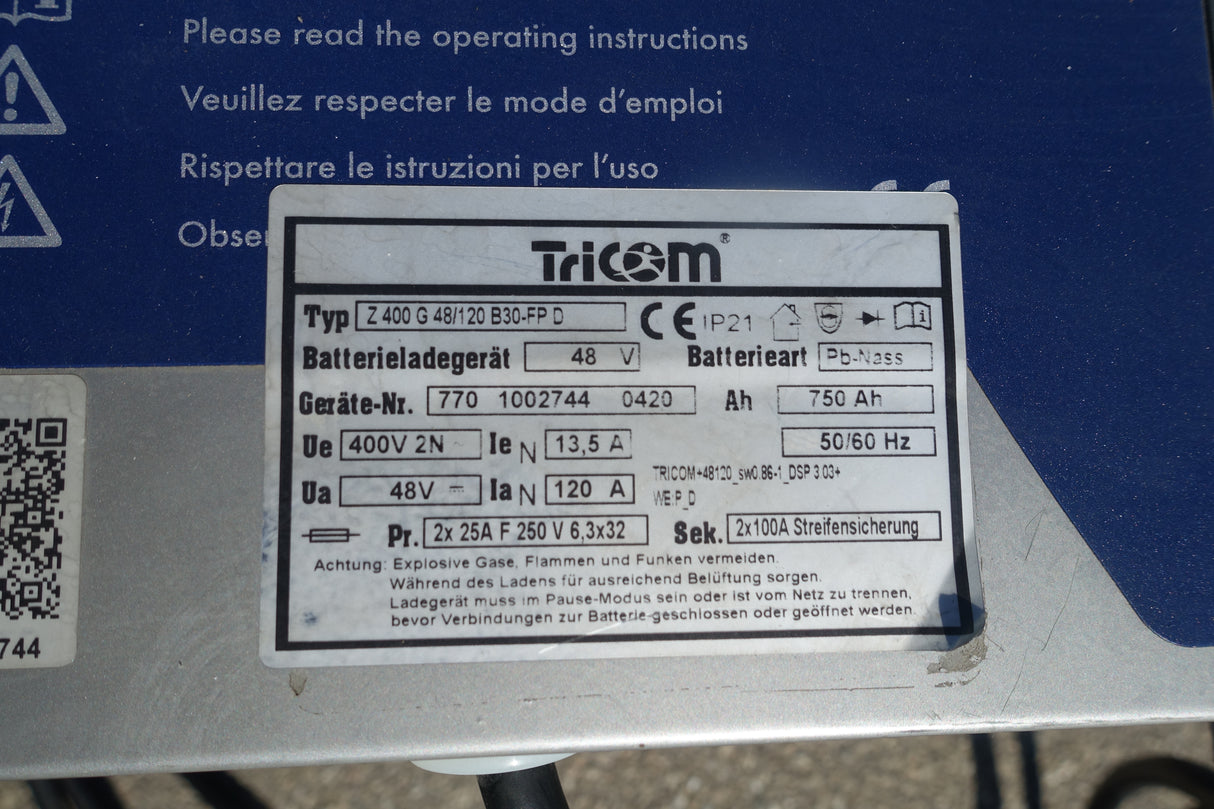 Please read the operating instructions
Veuillez respecter le mode d'emploi
Rispettare le istruzioni per l'uso
TriCOM®
Typ Z 400 G 48/120 B30-FP D CE IP21
Batterieladegerät 48 V Batterieart Pb-Nass
Geräte-Nr. 770 1002744 0420 Ah 750 Ah
Ue 400V 2N ~ Ie N 13,5 A 50/60 Hz
Ua 48V ⎓ Ia N 120 A TRICOM+48120_sw0.86-1_DSP 3.03+
WE:P_D
Pr. 2x 25A F 250 V 6,3x32 Sek. 2x100A Streifensicherung
Achtung: Explosive Gase, Flammen und Funken vermeiden.
Während des Ladens für ausreichend Belüftung sorgen.
Ladegerät muss im Pause-Modus sein oder ist vom Netz zu trennen,
bevor Verbindungen zur Batterie geschlossen oder geöffnet werden.
744